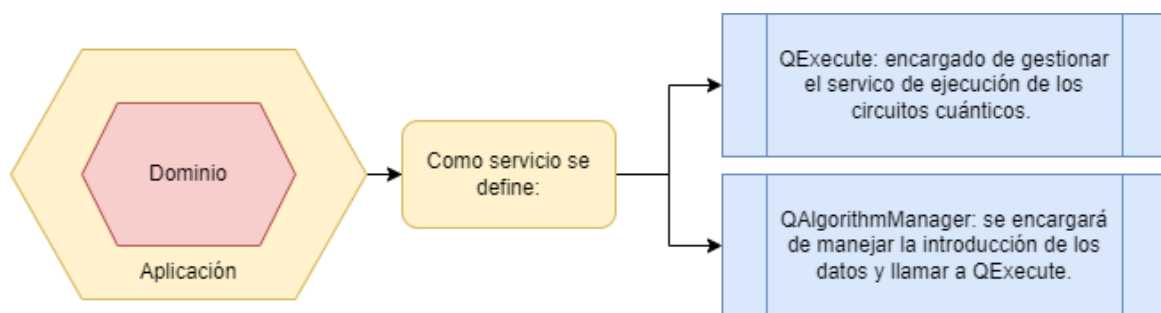 Dominio
Aplicación
Como servicio se
define:
QExecute: encargado de gestionar
el servico de ejecución de los
circuitos cuánticos.
QAlgorithmManager: se encargará
de manejar la introducción de los
datos y llamar a QExecute.